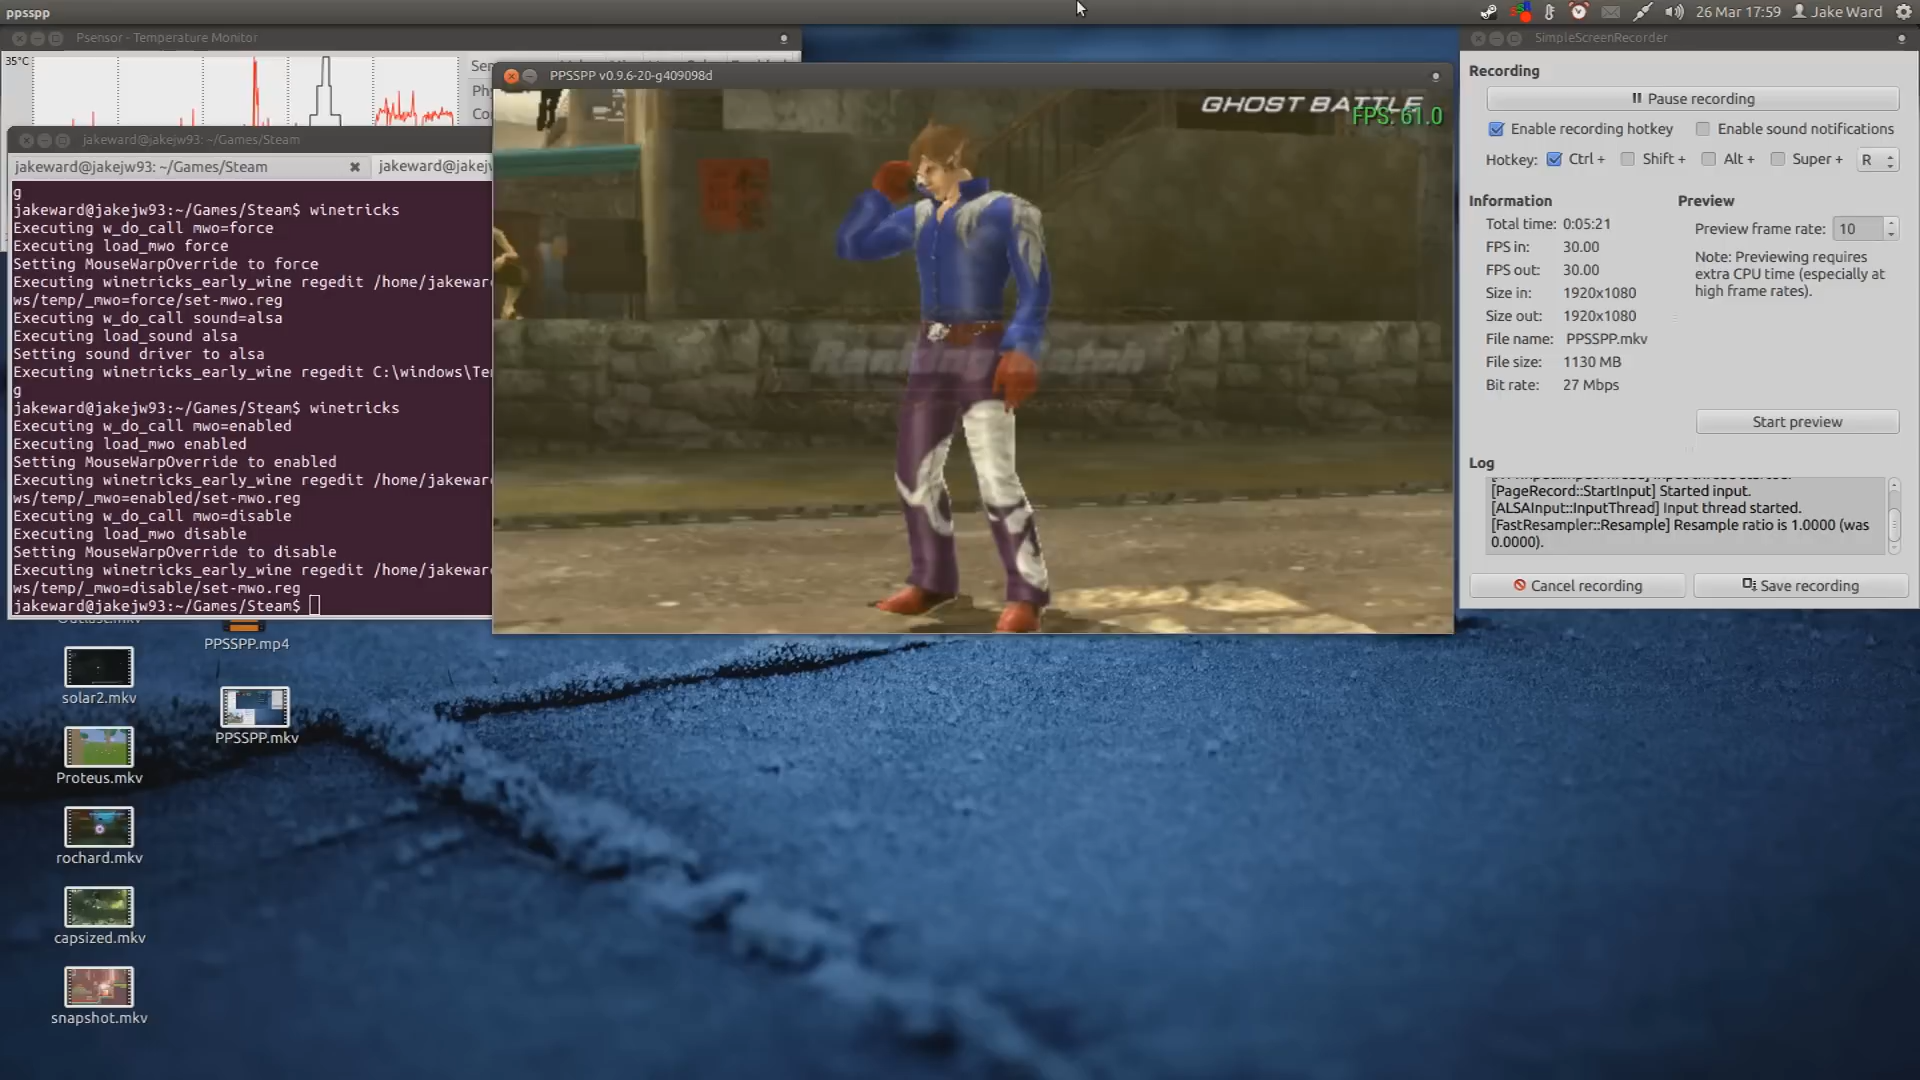 ppsspp
26 Mar 17:59 Jake Ward
Psensor - Temperature Monitor
35°C
PPSSPP v0.9.6-20-g409098d
GHOST BATTLE
FPS: 61.0
Ranking Match
jakeward@jakejw93: ~/Games/Steam
jakeward@jakejw93: ~/Games/Steam
g
jakeward@jakejw93:~/Games/Steam$ winetricks
Executing w_do_call mwo=force
Executing load_mwo force
Setting MouseWarpOverride to force
Executing winetricks_early_wine regedit /home/jakewar
ws/temp/_mwo=force/set-mwo.reg
Executing w_do_call sound=alsa
Executing load_sound alsa
Setting sound driver to alsa
Executing winetricks_early_wine regedit C:\windows\Te
g
jakeward@jakejw93:~/Games/Steam$ winetricks
Executing w_do_call mwo=enabled
Executing load_mwo enabled
Setting MouseWarpOverride to enabled
Executing winetricks_early_wine regedit /home/jakewar
ws/temp/_mwo=enabled/set-mwo.reg
Executing w_do_call mwo=disable
Executing load_mwo disable
Setting MouseWarpOverride to disable
Executing winetricks_early_wine regedit /home/jakewar
ws/temp/_mwo=disable/set-mwo.reg
jakeward@jakejw93:~/Games/Steam$
PPSSPP.mp4
solar2.mkv
PPSSPP.mkv
Proteus.mkv
rochard.mkv
capsized.mkv
snapshot.mkv
SimpleScreenRecorder
Recording
Pause recording
Enable recording hotkey Enable sound notifications
Hotkey: Ctrl + Shift + Alt + Super + R
Information
Total time: 0:05:21
FPS in: 30.00
FPS out: 30.00
Size in: 1920x1080
Size out: 1920x1080
File name: PPSSPP.mkv
File size: 1130 MB
Bit rate: 27 Mbps
Preview
Preview frame rate: 10
Note: Previewing requires
extra CPU time (especially at
high frame rates).
Start preview
Log
[PageRecord::StartInput] Started input.
[ALSAInput::InputThread] Input thread started.
[FastResampler::Resample] Resample ratio is 1.0000 (was
0.0000).
Cancel recording
Save recording